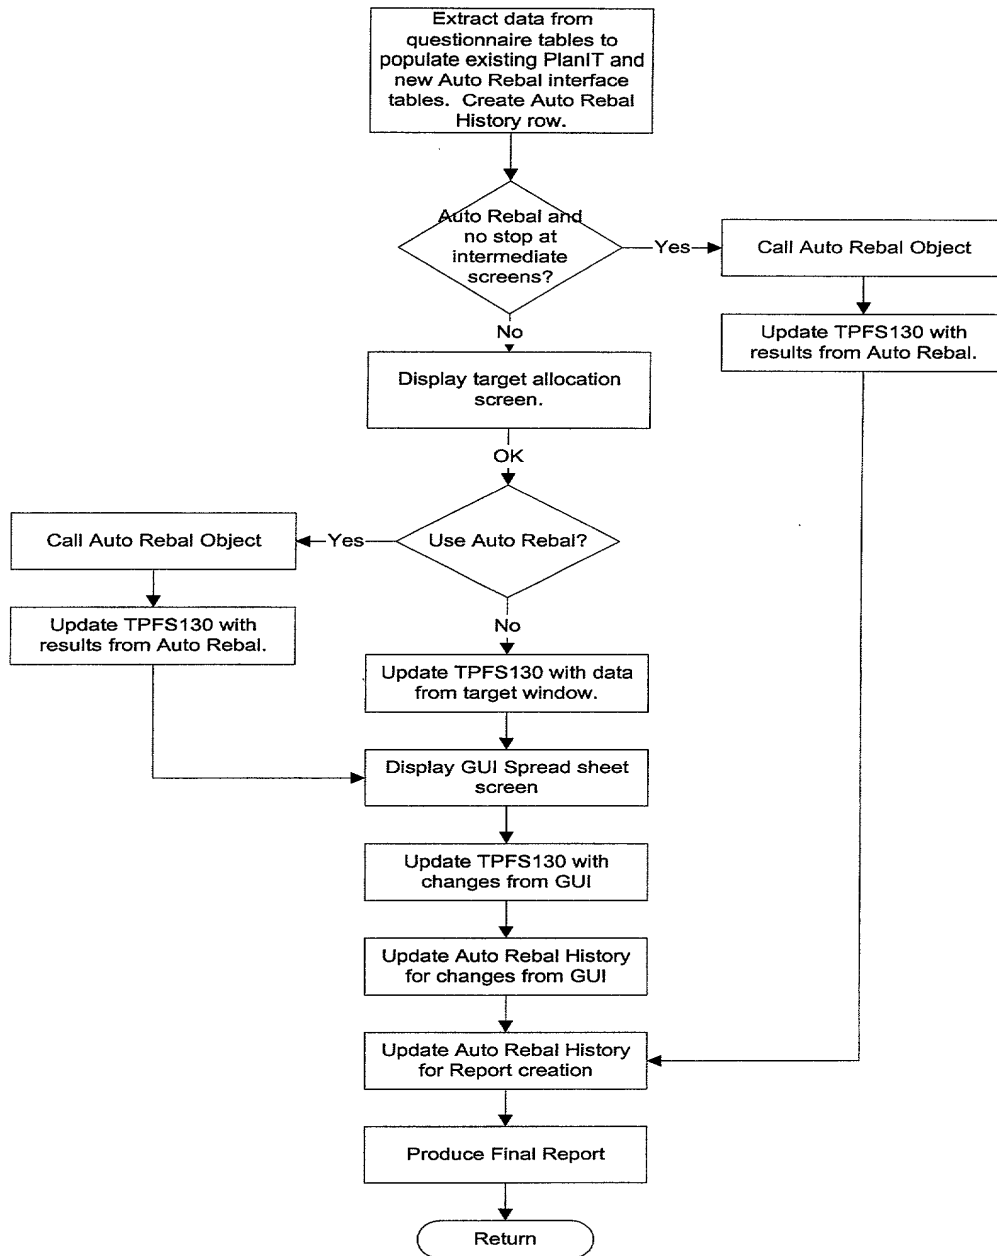 Extract data from
questionnaire tables to
populate existing PlanIT and
new Auto Rebal interface
tables.  Create Auto Rebal
History row.
Auto Rebal and
no stop at
intermediate
screens?
Yes
Call Auto Rebal Object
Update TPFS130 with
results from Auto Rebal.
No
Display target allocation
screen.
OK
Use Auto Rebal?
Yes
Call Auto Rebal Object
Update TPFS130 with
results from Auto Rebal.
No
Update TPFS130 with data
from target window.
Display GUI Spread sheet
screen
Update TPFS130 with
changes from GUI
Update Auto Rebal History
for changes from GUI
Update Auto Rebal History
for Report creation
Produce Final Report
Return